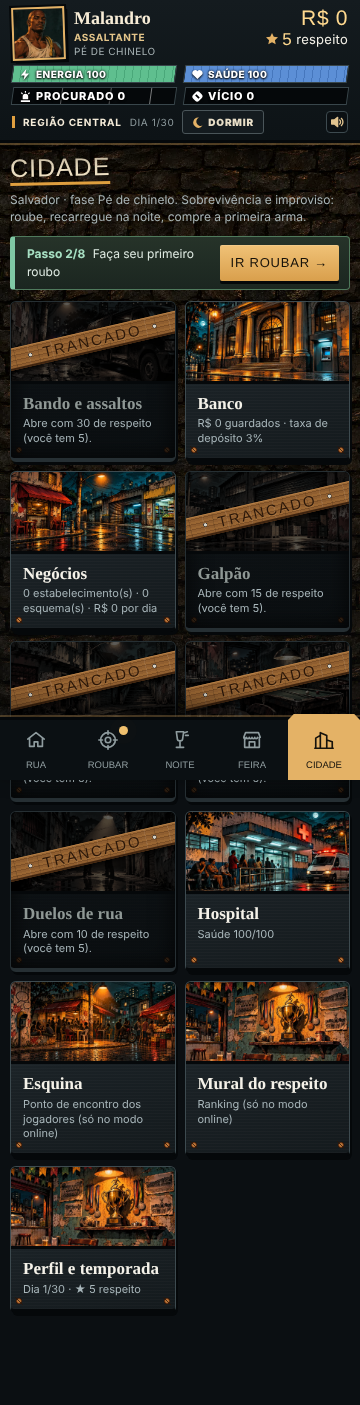 Malandro
ASSALTANTE
PÉ DE CHINELO
R$ 0
5 respeito
ENERGIA 100
SAÚDE 100
PROCURADO 0
VÍCIO 0
REGIÃO CENTRAL DIA 1/30 DORMIR
CIDADE
Salvador · fase Pé de chinelo. Sobrevivência e improviso:
roube, recarregue na noite, compre a primeira arma.
Passo 2/8 Faça seu primeiro
roubo
IR ROUBAR →
TRANCADO
Bando e assaltos
Abre com 30 de respeito
(você tem 5).
Banco
R$ 0 guardados · taxa de
depósito 3%
Negócios
0 estabelecimento(s) · 0
esquema(s) · R$ 0 por dia
TRANCADO
Galpão
Abre com 15 de respeito
(você tem 5).
TRANCADO
TRANCADO
RUA
ROUBAR
NOITE
FEIRA
CIDADE
(você tem 5).
(você tem 5).
TRANCADO
Duelos de rua
Abre com 10 de respeito
(você tem 5).
Hospital
Saúde 100/100
Esquina
Ponto de encontro dos
jogadores (só no modo
online)
Mural do respeito
Ranking (só no modo
online)
Perfil e temporada
Dia 1/30 · ★ 5 respeito